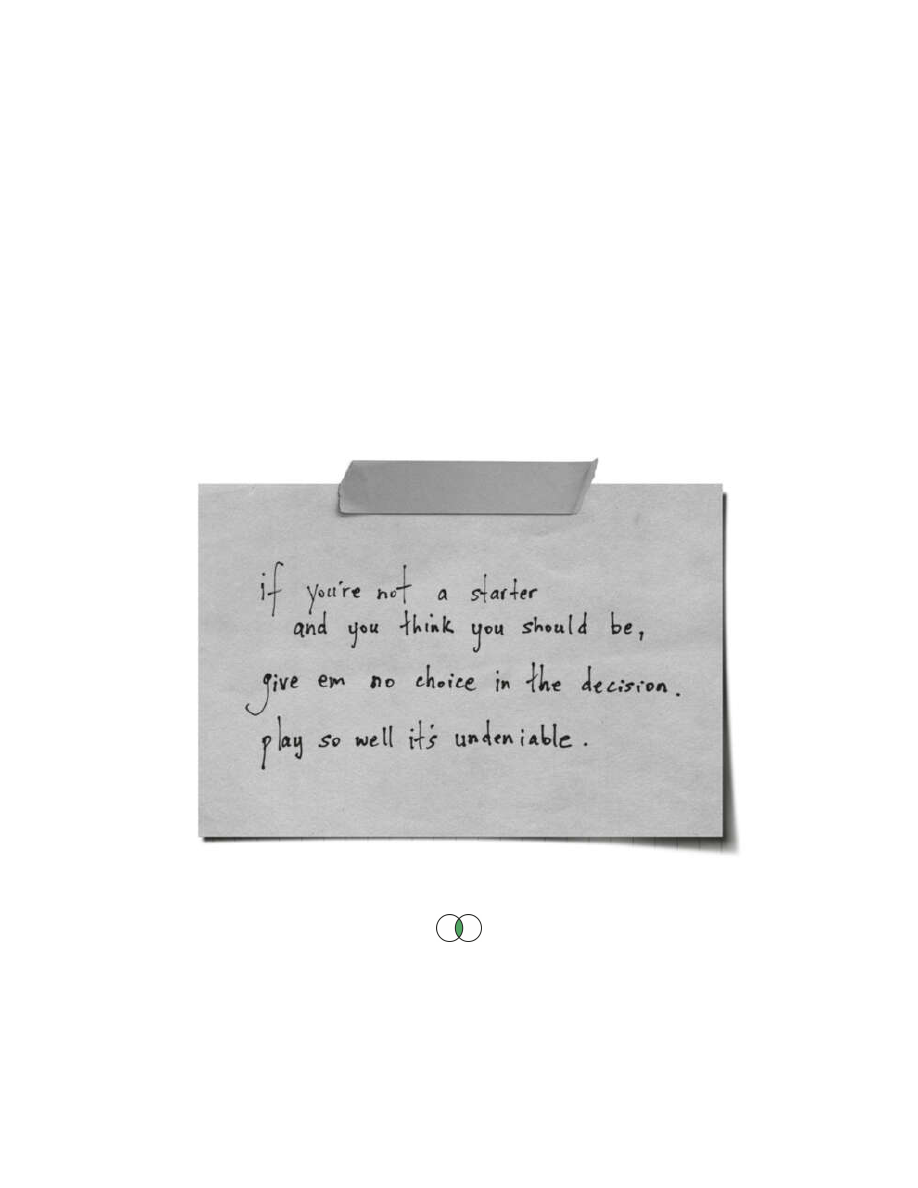 if you're not a starter
and you think you should be,
give em no choice in the decision.
play so well it's undeniable.